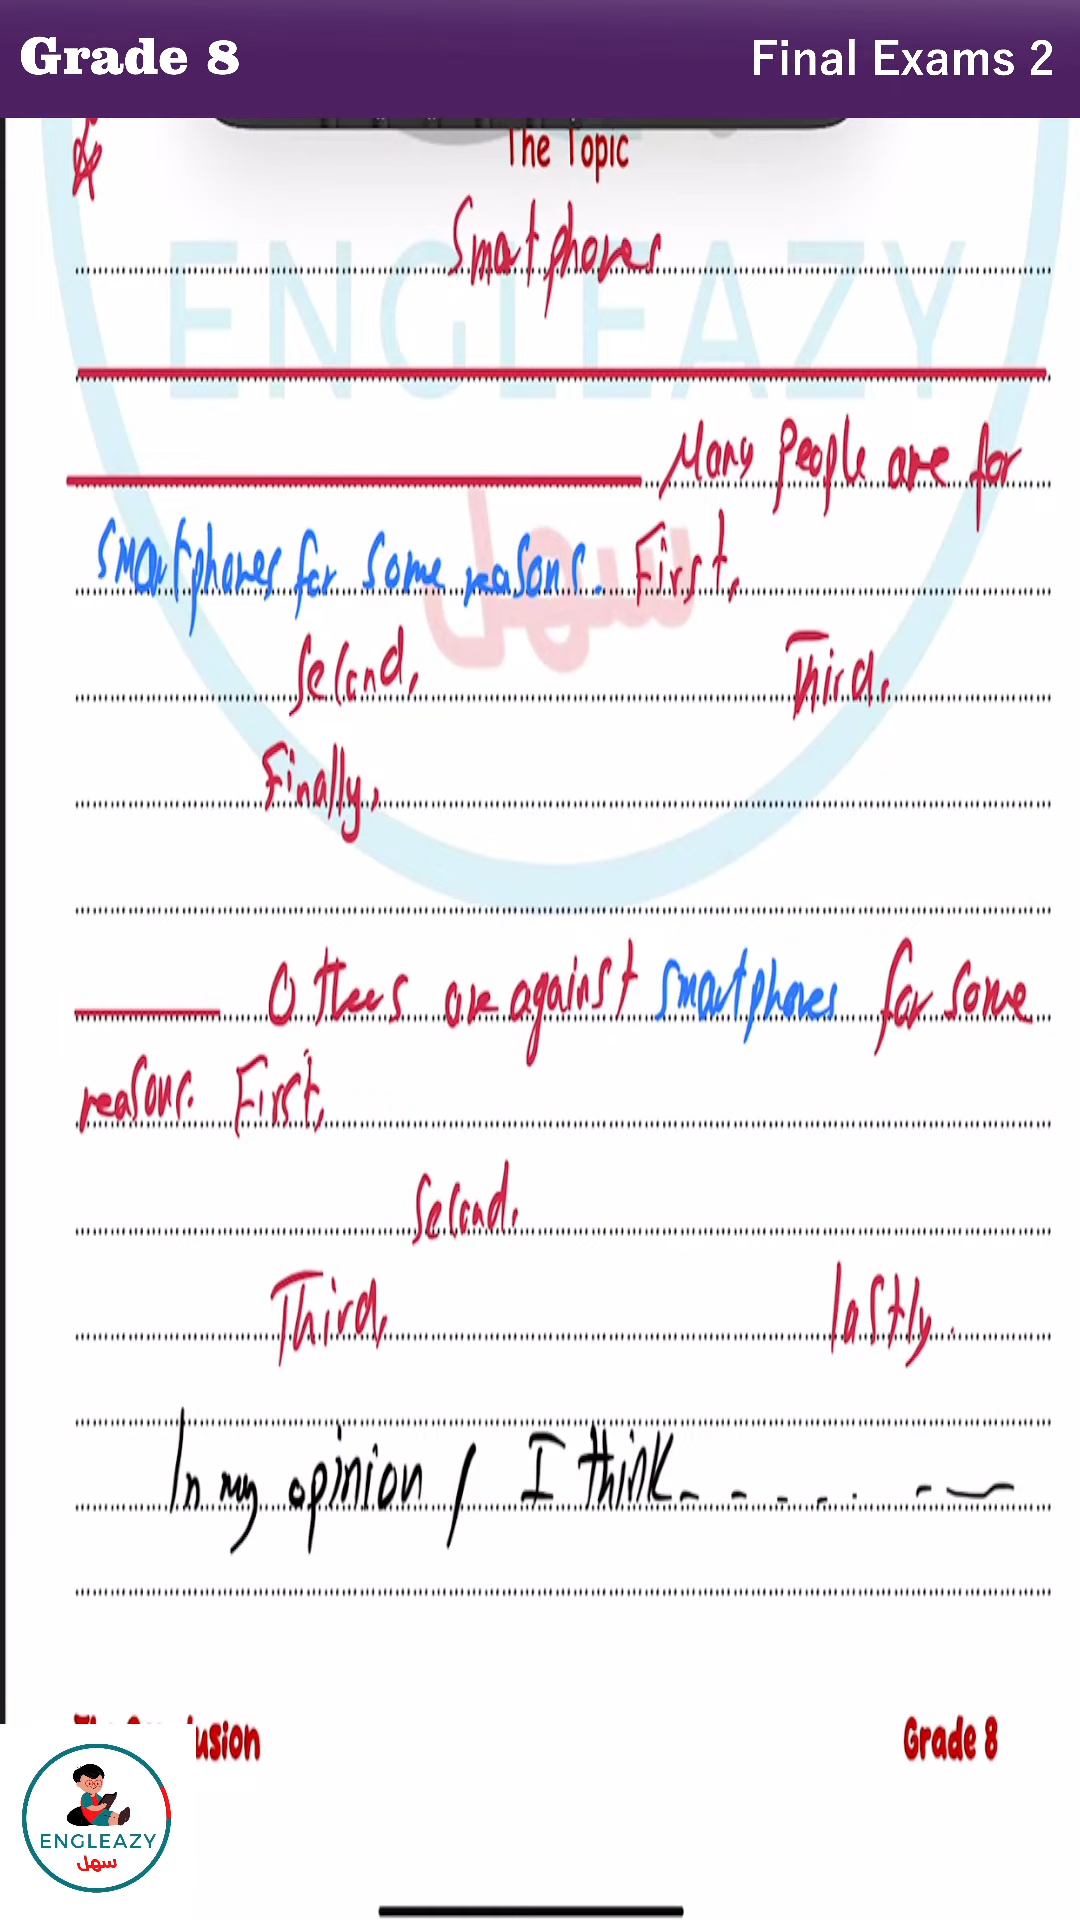 Grade 8
Final Exams 2
The Topic
Smartphones
ENGLEAZY
سهل
Many people are for
smartphones for some reasons. First,
Second,
Third,
Finally,
Others are against smartphones for some
reasons. First,
Second,
Third,
lastly.
In my opinion / I think
usion
Grade 8
ENGLEAZY
سهل